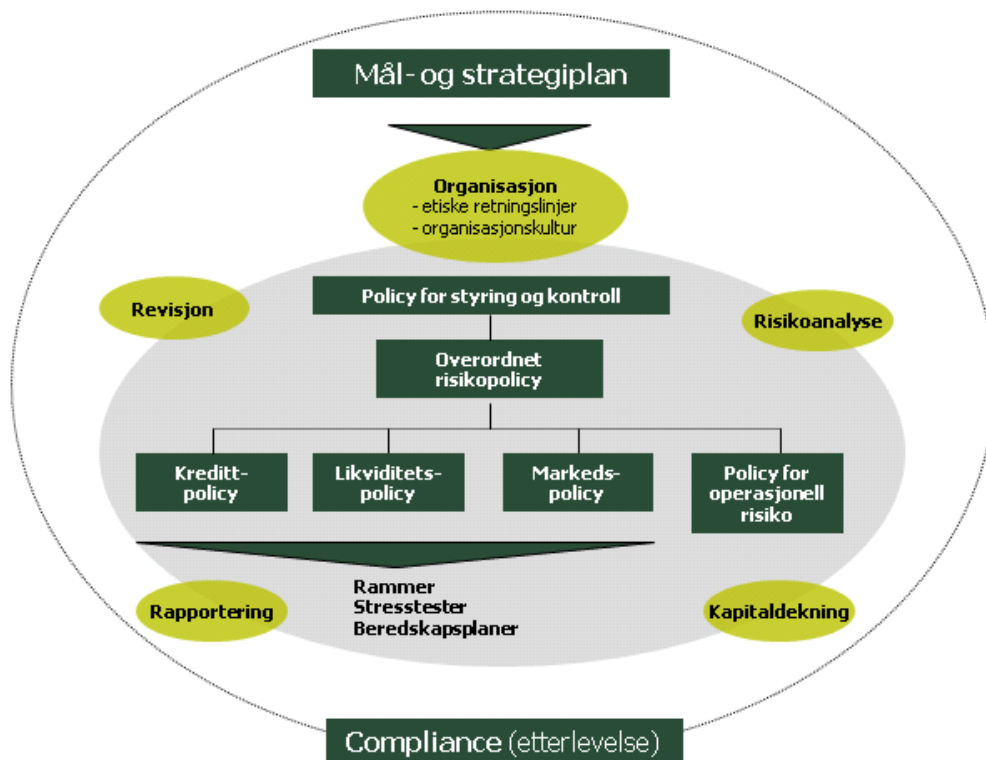 Mål- og strategiplan
Organisasjon
- etiske retningslinjer
- organisasjonskultur
Policy for styring og kontroll
Revisjon
Risikoanalyse
Overordnet
risikopolicy
Kreditt-
policy
Likviditets-
policy
Markeds-
policy
Policy for
operasjonell
risiko
Rammer
Stresstester
Beredskapsplaner
Rapportering
Kapitaldekning
Compliance (etterlevelse)